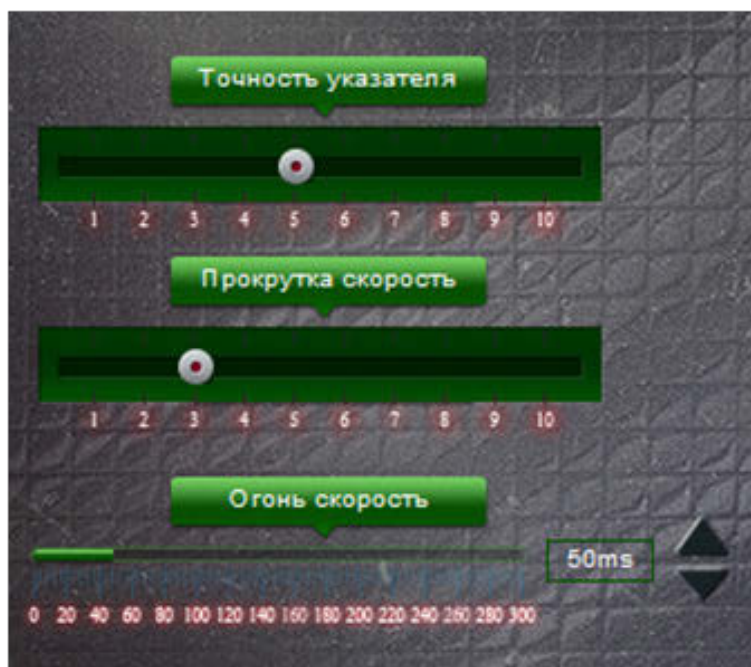 Точность указателя
1 2 3 4 5 6 7 8 9 10
Прокрутка скорость
1 2 3 4 5 6 7 8 9 10
Огонь скорость
50ms
0 20 40 60 80 100 120 140 160 180 200 220 240 260 280 300